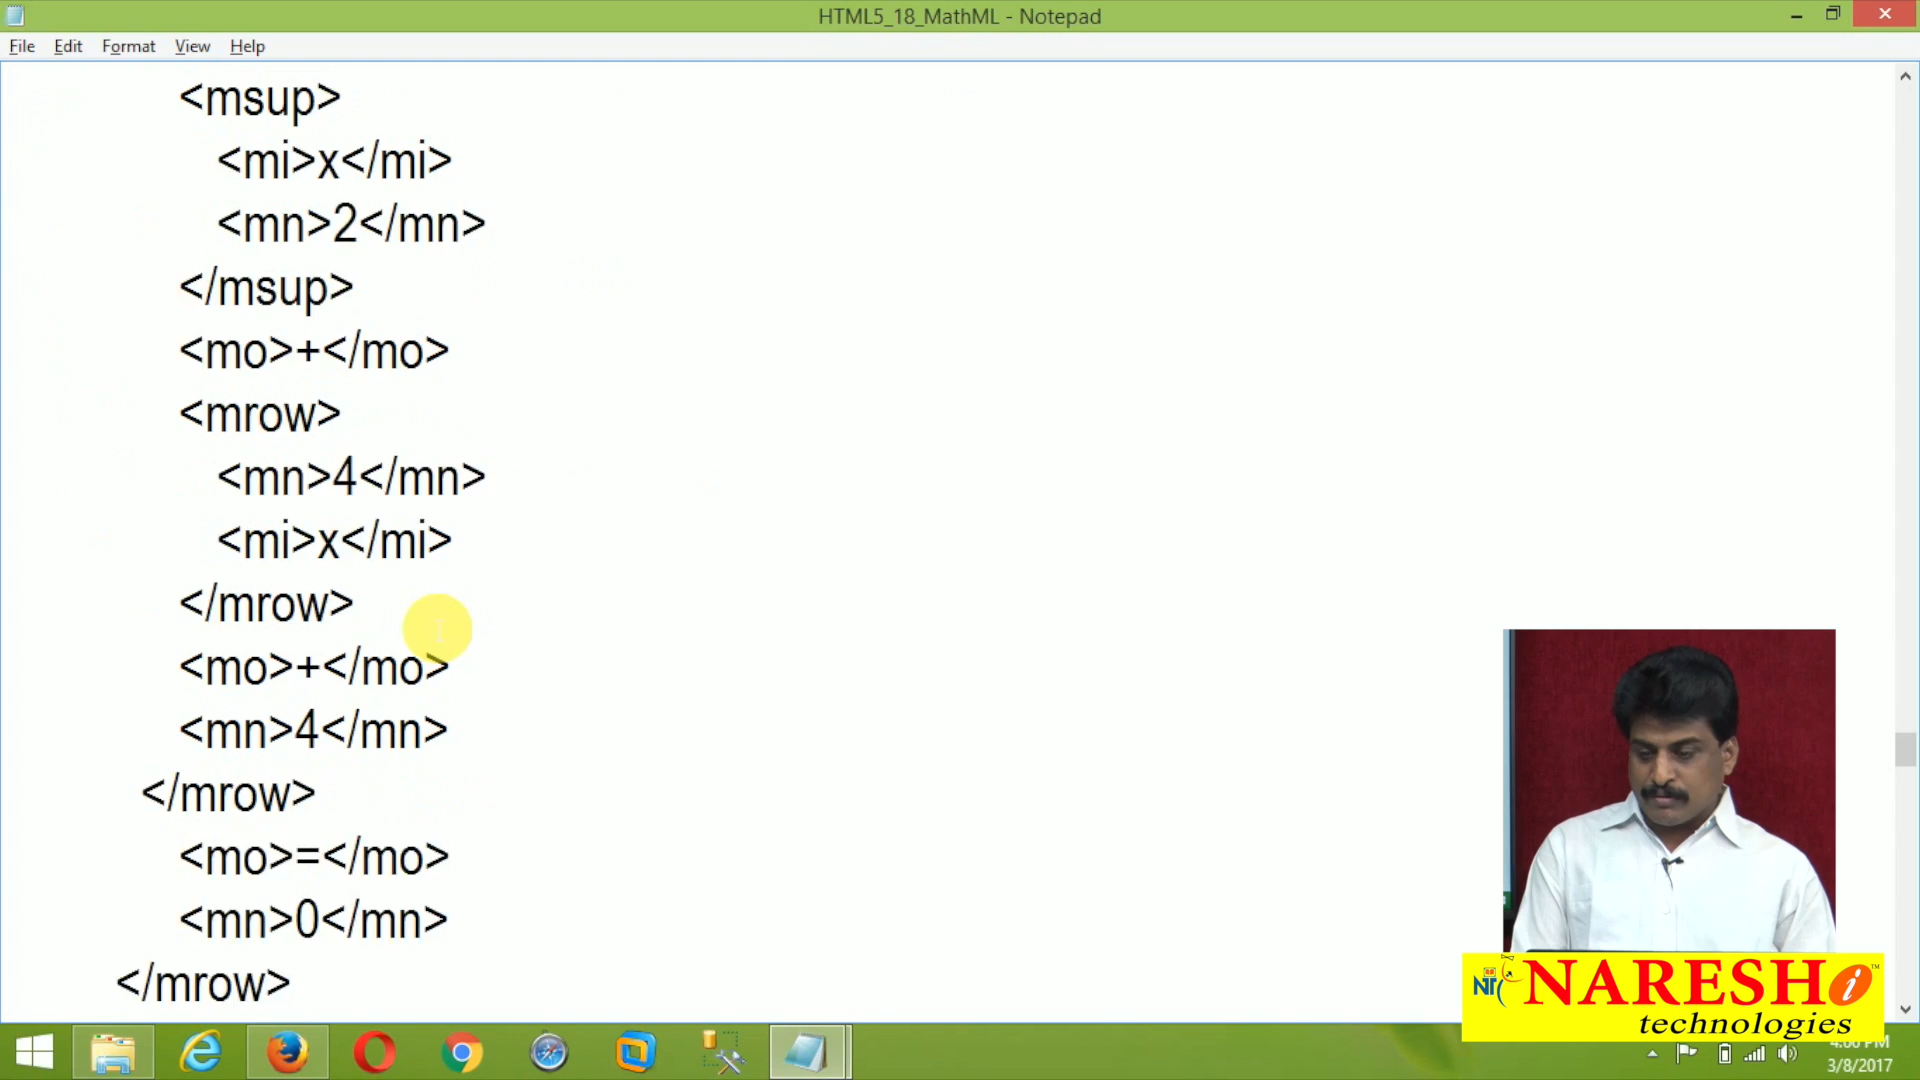 HTML5_18_MathML - Notepad
File Edit Format View Help
<msup>
<mi>x</mi>
<mn>2</mn>
</msup>
<mo>+</mo>
<mrow>
<mn>4</mn>
<mi>x</mi>
</mrow>
<mo>+</mo>
<mn>4</mn>
</mrow>
<mo>=</mo>
<mn>0</mn>
</mrow>
NARESH i
technologies
3/8/2017